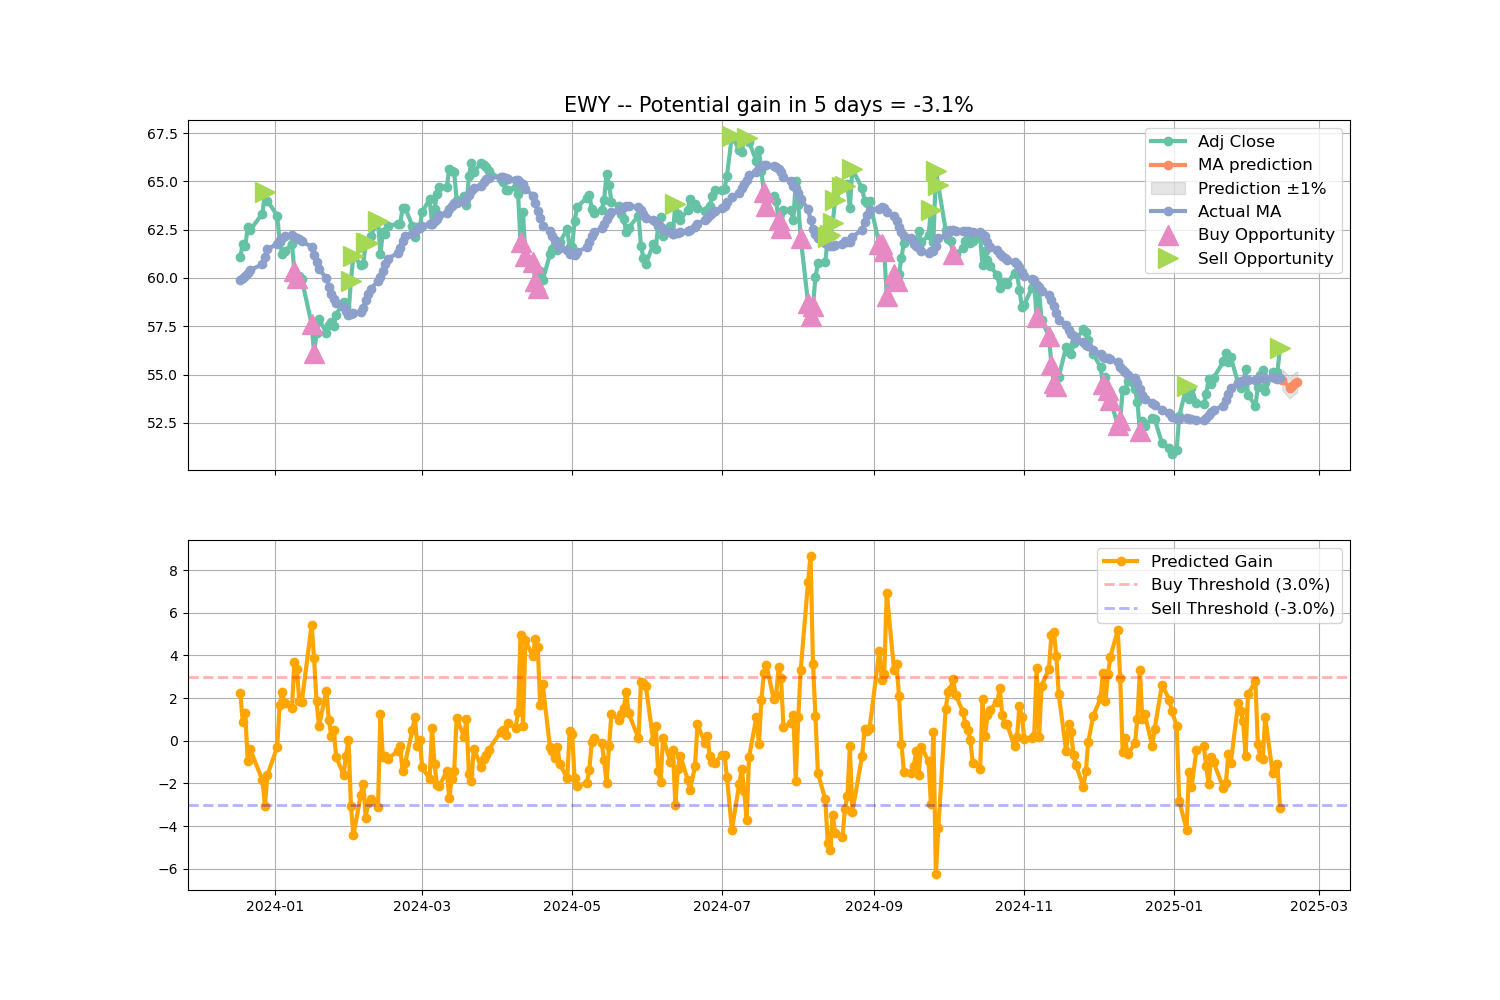 EWY -- Potential gain in 5 days = -3.1%
67.5
65.0
62.5
60.0
57.5
55.0
52.5
Adj Close
MA prediction
Prediction ±1%
Actual MA
Buy Opportunity
Sell Opportunity
8
6
4
2
0
−2
−4
−6
Predicted Gain
Buy Threshold (3.0%)
Sell Threshold (-3.0%)
2024-01 2024-03 2024-05 2024-07 2024-09 2024-11 2025-01 2025-03